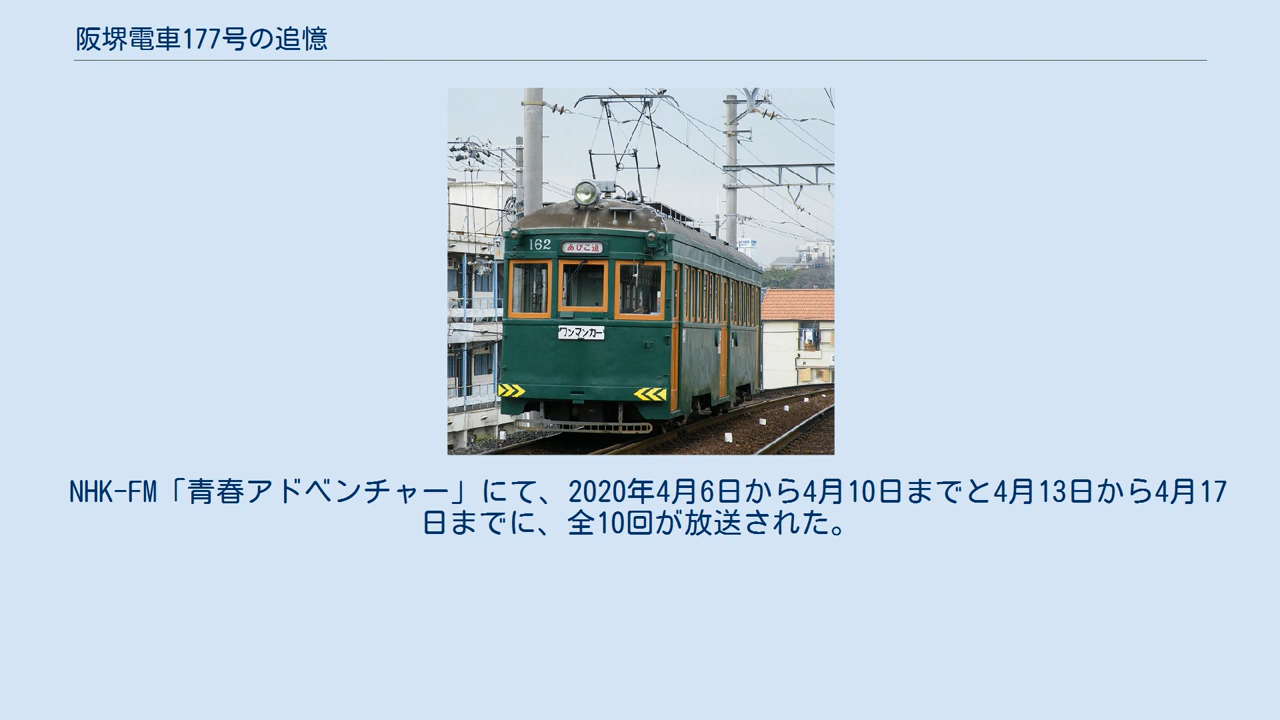 阪堺電車177号の追憶
162
あびこ道
ワンマンカー
NHK-FM「青春アドベンチャー」にて、2020年4月6日から4月10日までと4月13日から4月17
日までに、全10回が放送された。